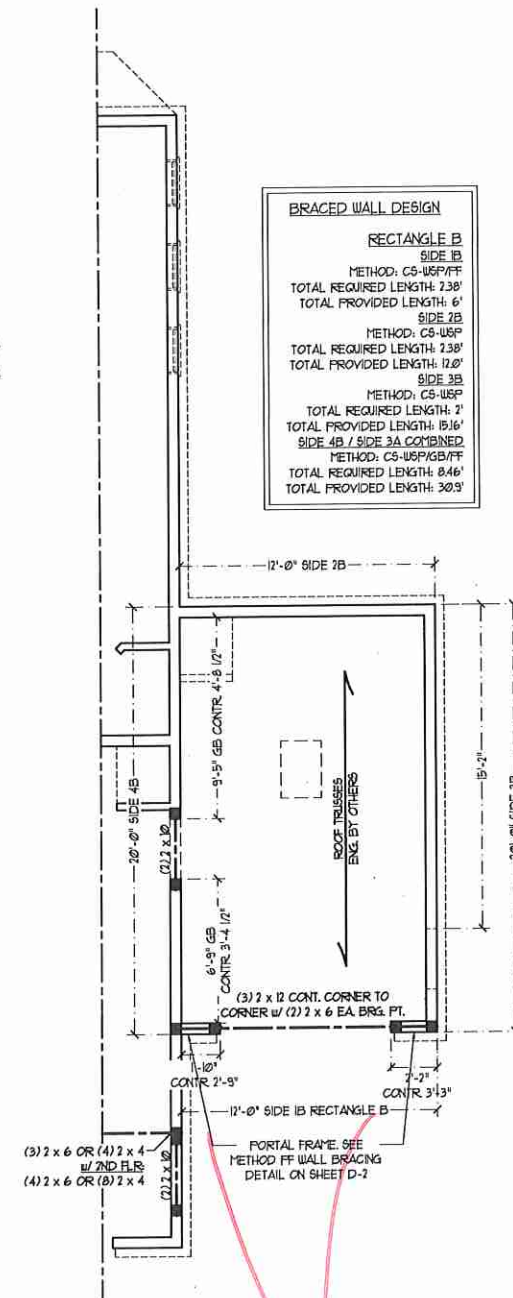 BRACED WALL DESIGN
RECTANGLE B
SIDE 1B
METHOD: CS-WSP/PF
TOTAL REQUIRED LENGTH: 2.38'
TOTAL PROVIDED LENGTH: 6'
SIDE 2B
METHOD: CS-WSP
TOTAL REQUIRED LENGTH: 2.38'
TOTAL PROVIDED LENGTH: 12.0'
SIDE 3B
METHOD: CS-WSP
TOTAL REQUIRED LENGTH: 2'
TOTAL PROVIDED LENGTH: 15.16'
SIDE 4B / SIDE 3A COMBINED
METHOD: CS-WSP/GB/PF
TOTAL REQUIRED LENGTH: 8.46'
TOTAL PROVIDED LENGTH: 30.9'
12'-0" SIDE 2B
9'-5" GB CONTR. 4'-8 1/2"
20'-0" SIDE 4B
ROOF TRUSSES
ENG. BY OTHERS
15'-2"
(2) 2 x 10
6'-9" GB
CONTR. 3'-4 1/2"
(3) 2 x 12 CONT. CORNER TO
CORNER w/ (2) 2 x 6 EA. BRG. PT.
-10"
CONTR. 2'-9"
2'-2"
CONTR. 3'-3"
12'-0" SIDE 1B RECTANGLE B
(3) 2 x 6 OR (4) 2 x 4
w/ 2ND FLR:
(4) 2 x 6 OR (8) 2 x 4
(2) 2 x 10
PORTAL FRAME. SEE
METHOD PF WALL BRACING
DETAIL ON SHEET D-2